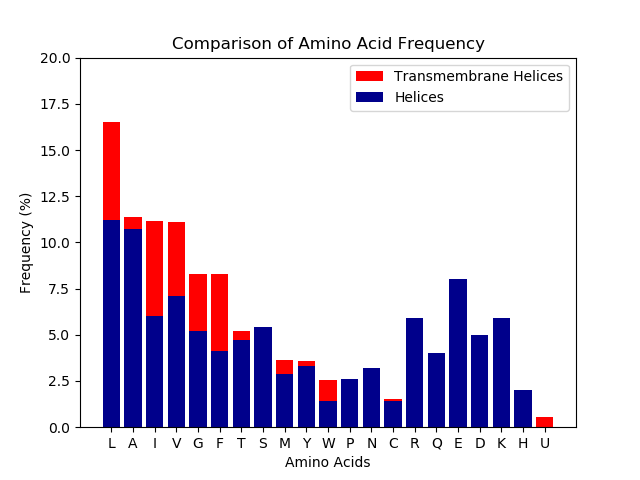 Comparison of Amino Acid Frequency
Transmembrane Helices
Helices
20.0
17.5
15.0
12.5
10.0
7.5
5.0
2.5
0.0
Frequency (%)
L A I V G F T S M Y W P N C R Q E D K H U
Amino Acids